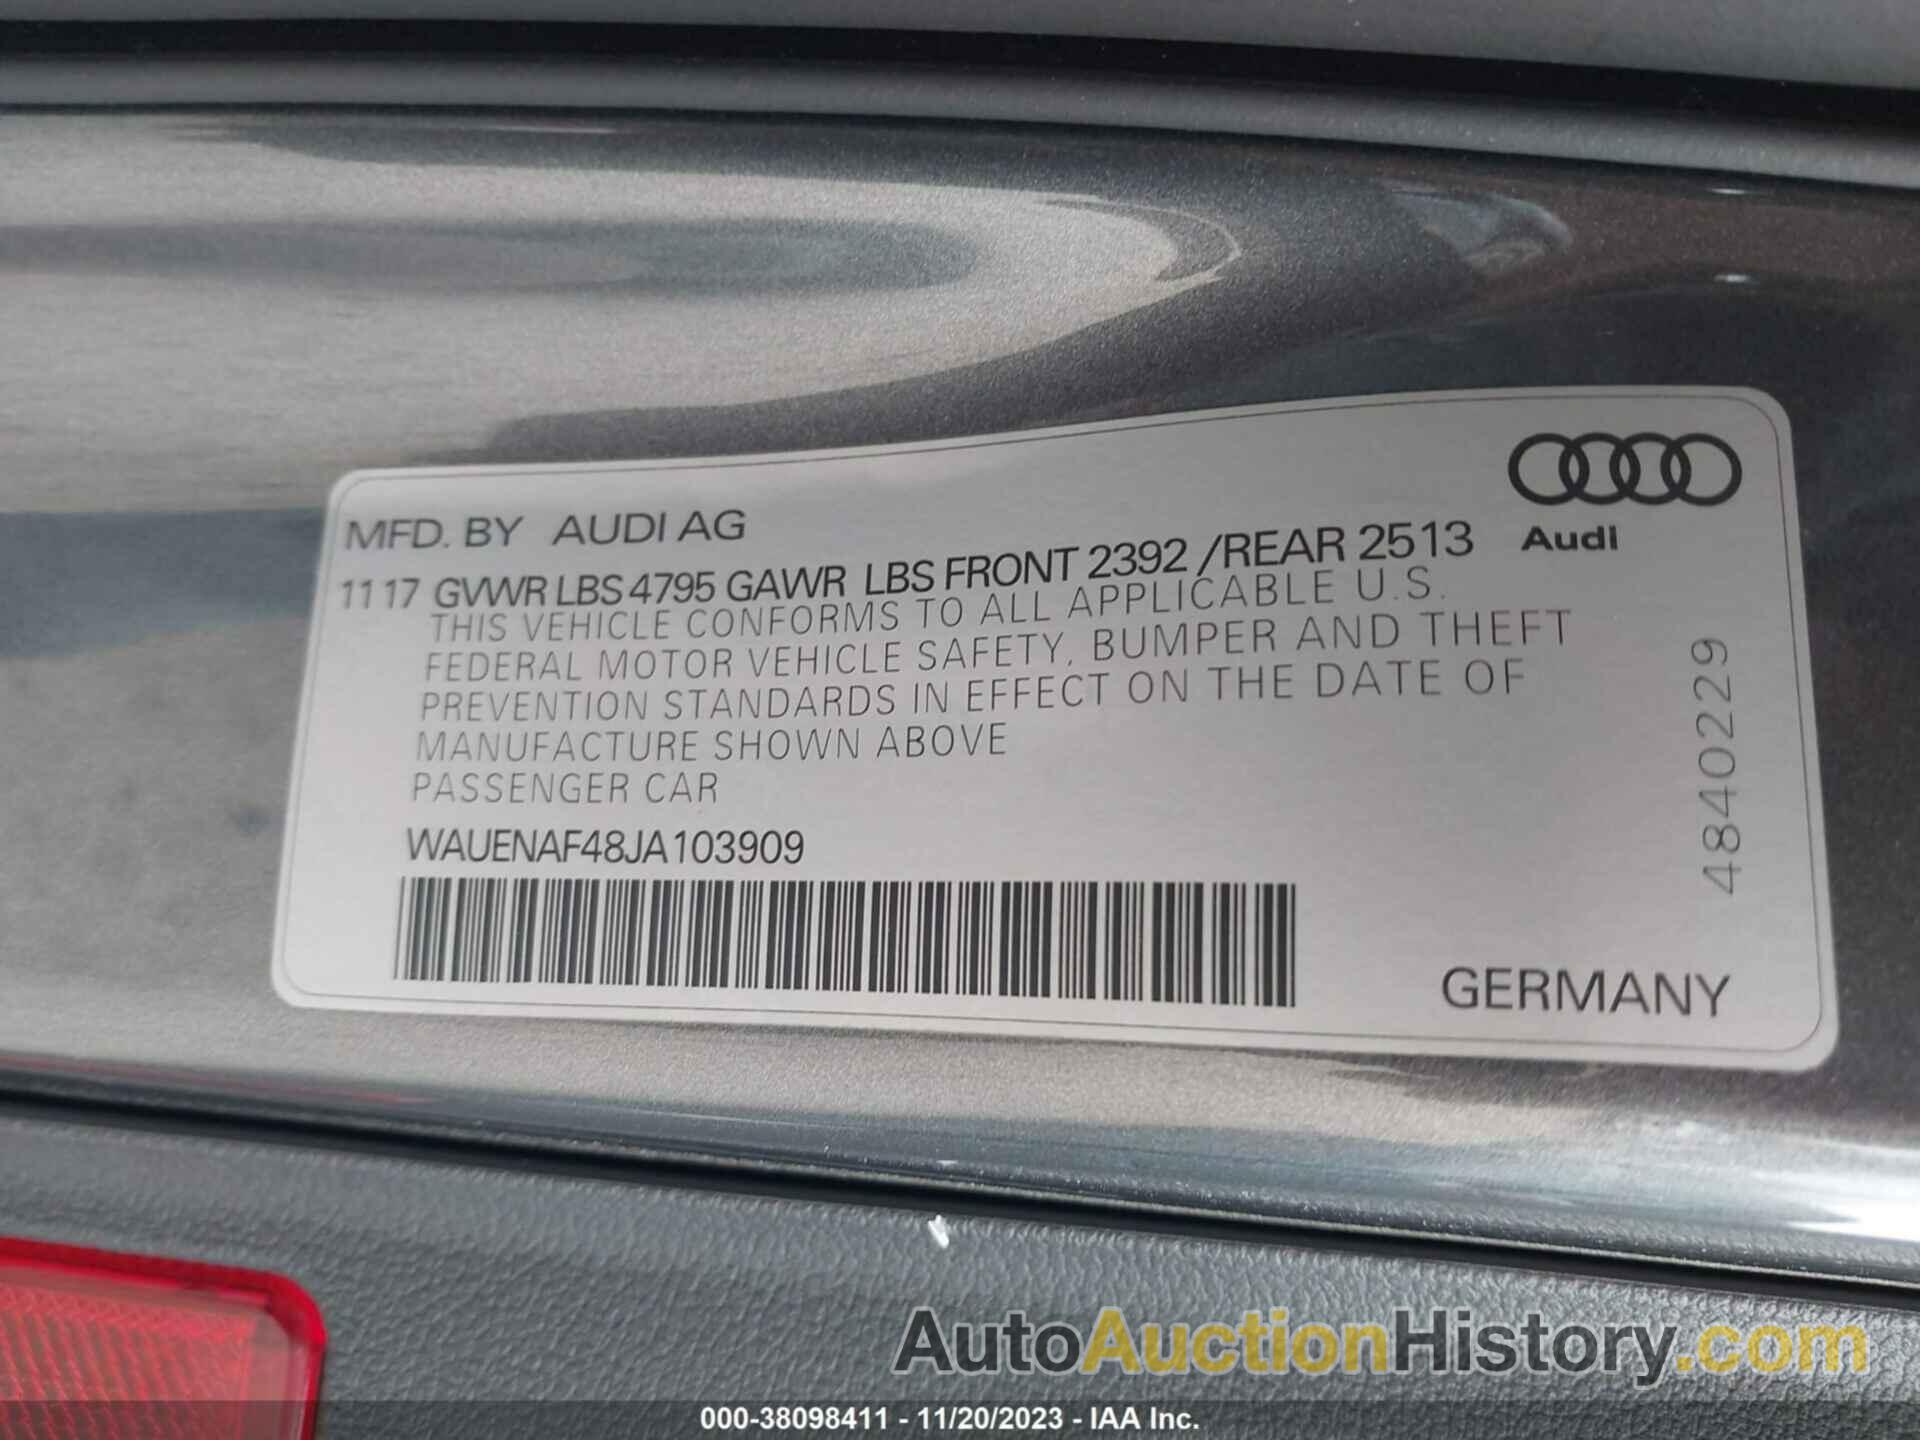 MFD. BY AUDI AG
Audi
11 17 GVWR LBS 4795 GAWR LBS FRONT 2392 /REAR 2513
THIS VEHICLE CONFORMS TO ALL APPLICABLE U.S.
FEDERAL MOTOR VEHICLE SAFETY, BUMPER AND THEFT
PREVENTION STANDARDS IN EFFECT ON THE DATE OF
MANUFACTURE SHOWN ABOVE
PASSENGER CAR
WAUENAF48JA103909
4840229
GERMANY
AutoAuctionHistory.com
000-38098411 - 11/20/2023 - IAA Inc.